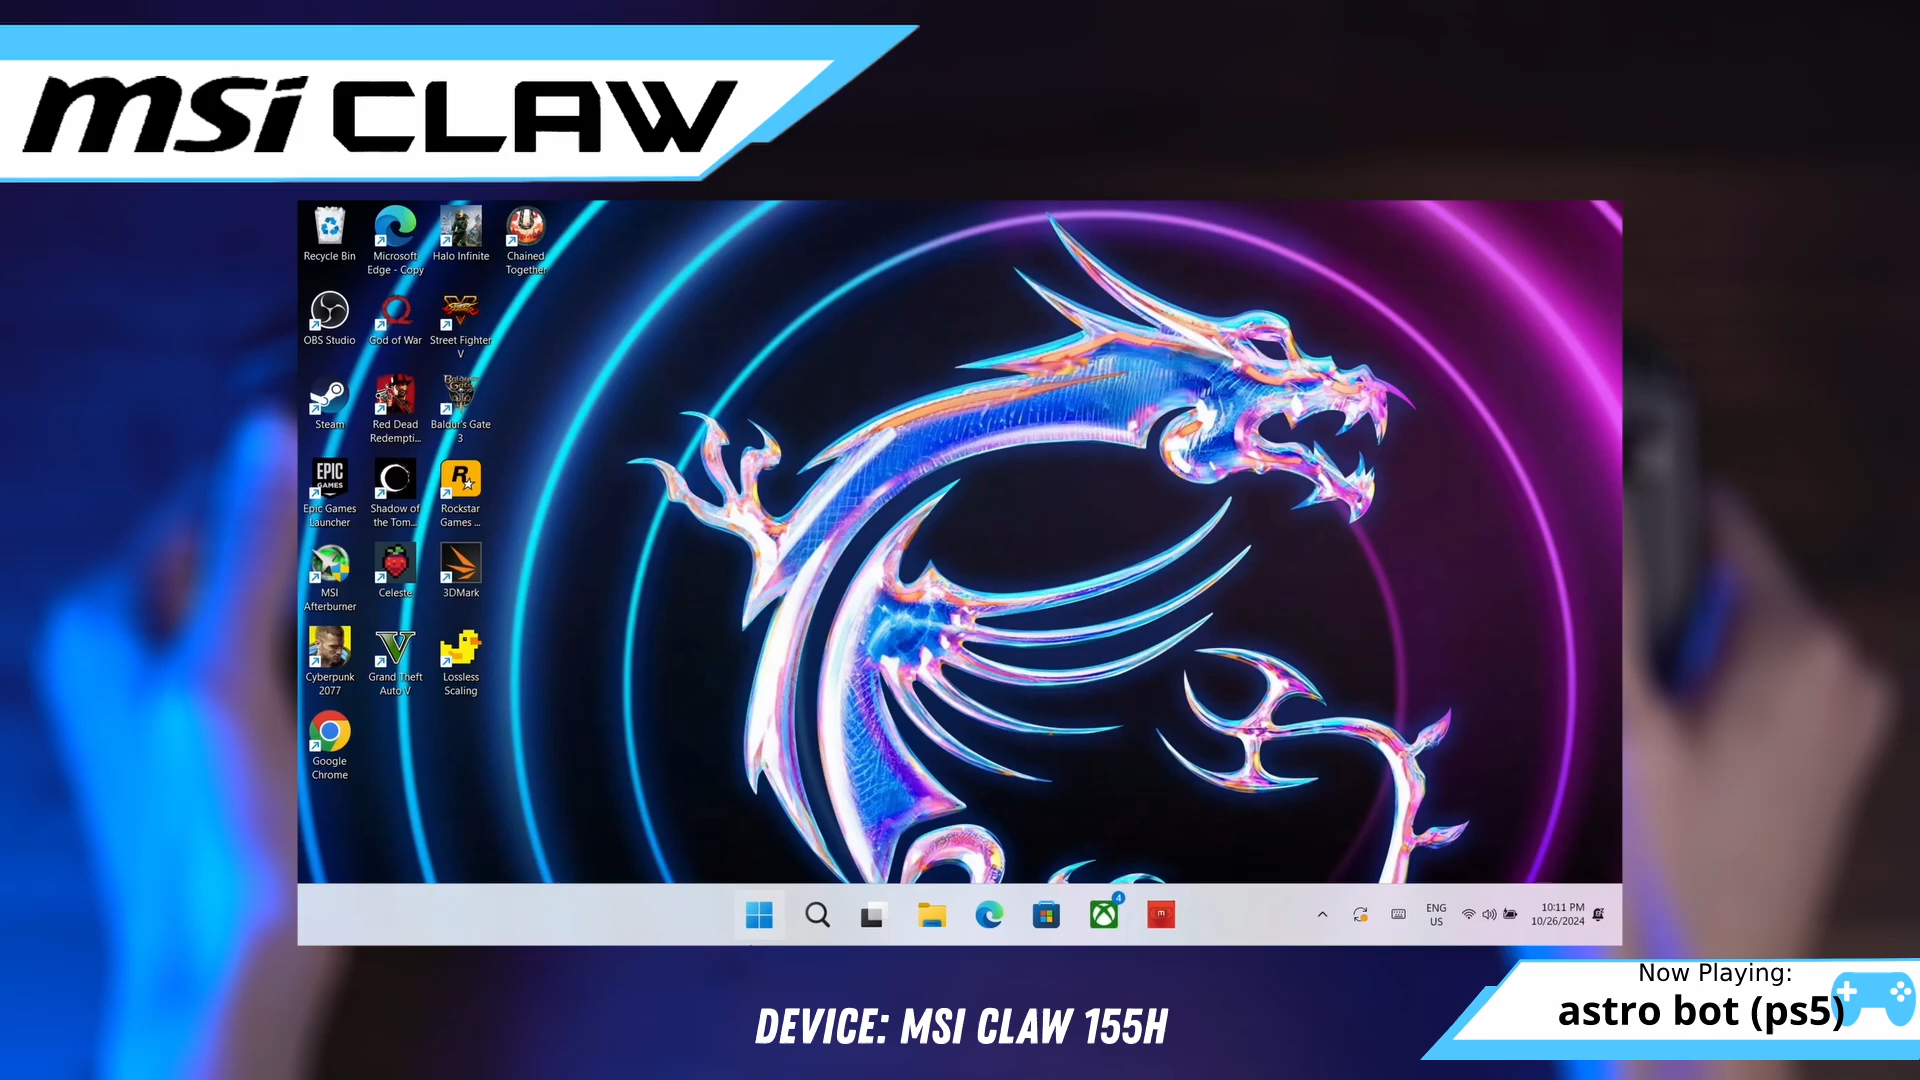 msi CLAW
Recycle Bin
Microsoft
Edge - Copy
Halo Infinite
Chained
Together
OBS Studio
God of War
Street Fighter
V
Steam
Red Dead
Redempti...
Baldur's Gate
3
EPIC
GAMES
Epic Games
Launcher
Shadow of
the Tom...
R
Rockstar
Games ...
MSI
Afterburner
Celeste
3DMark
Cyberpunk
2077
V
Grand Theft
Auto V
Lossless
Scaling
Google
Chrome
4
m
ENG
US
10:11 PM
10/26/2024
Now Playing:
astro bot (ps5)
DEVICE: MSI CLAW 155H